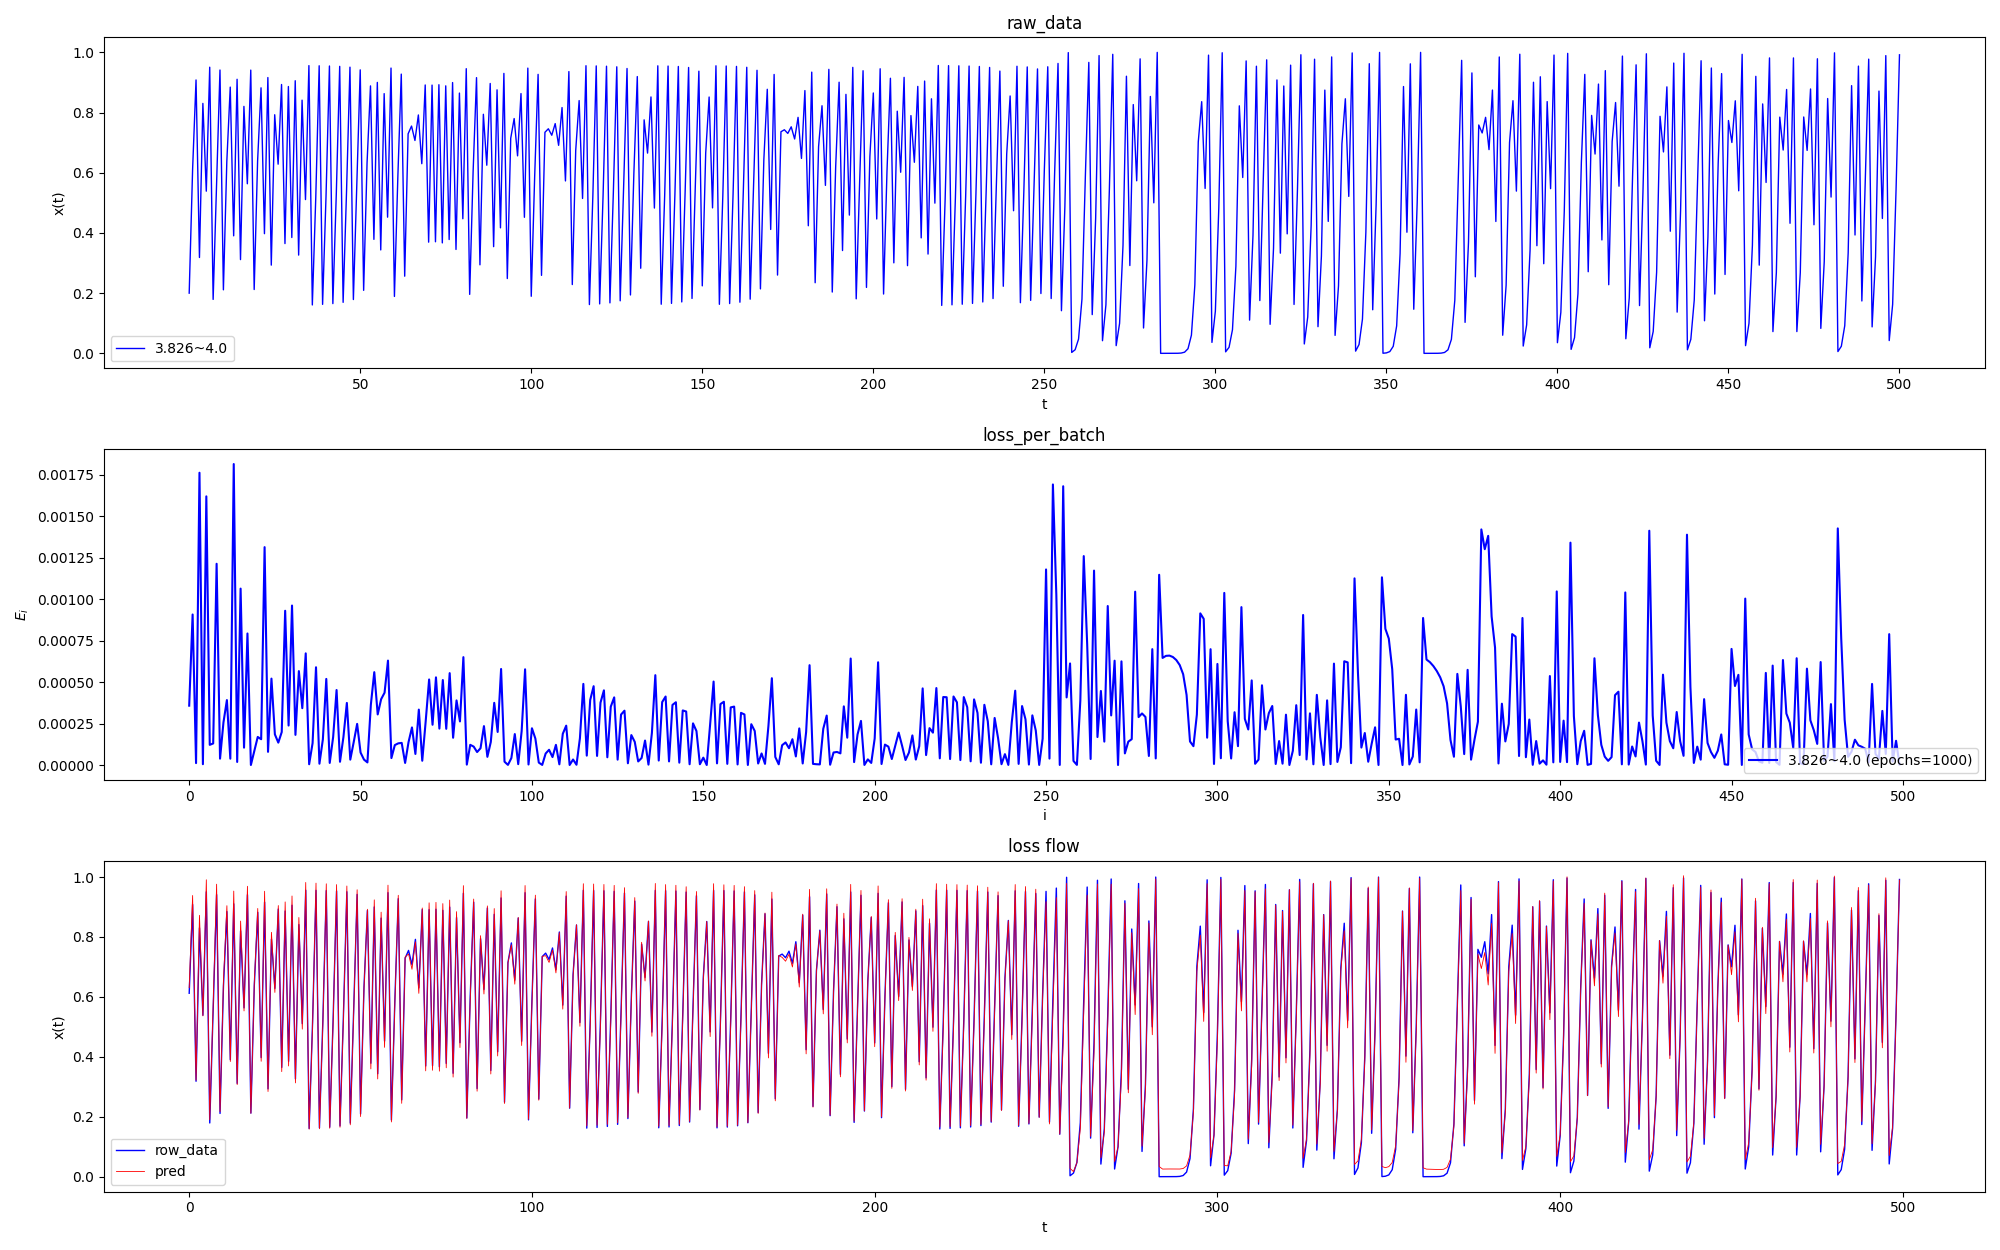 raw_data
1.0
0.8
0.6
0.4
0.2
0.0
x(t)
3.826~4.0
50 100 150 200 250 300 350 400 450 500
t
loss_per_batch
0.00175
0.00150
0.00125
0.00100
0.00075
0.00050
0.00025
0.00000
E_i
3.826~4.0 (epochs=1000)
0 50 100 150 200 250 300 350 400 450 500
i
loss flow
1.0
0.8
0.6
0.4
0.2
0.0
x(t)
row_data
pred
0 100 200 300 400 500
t